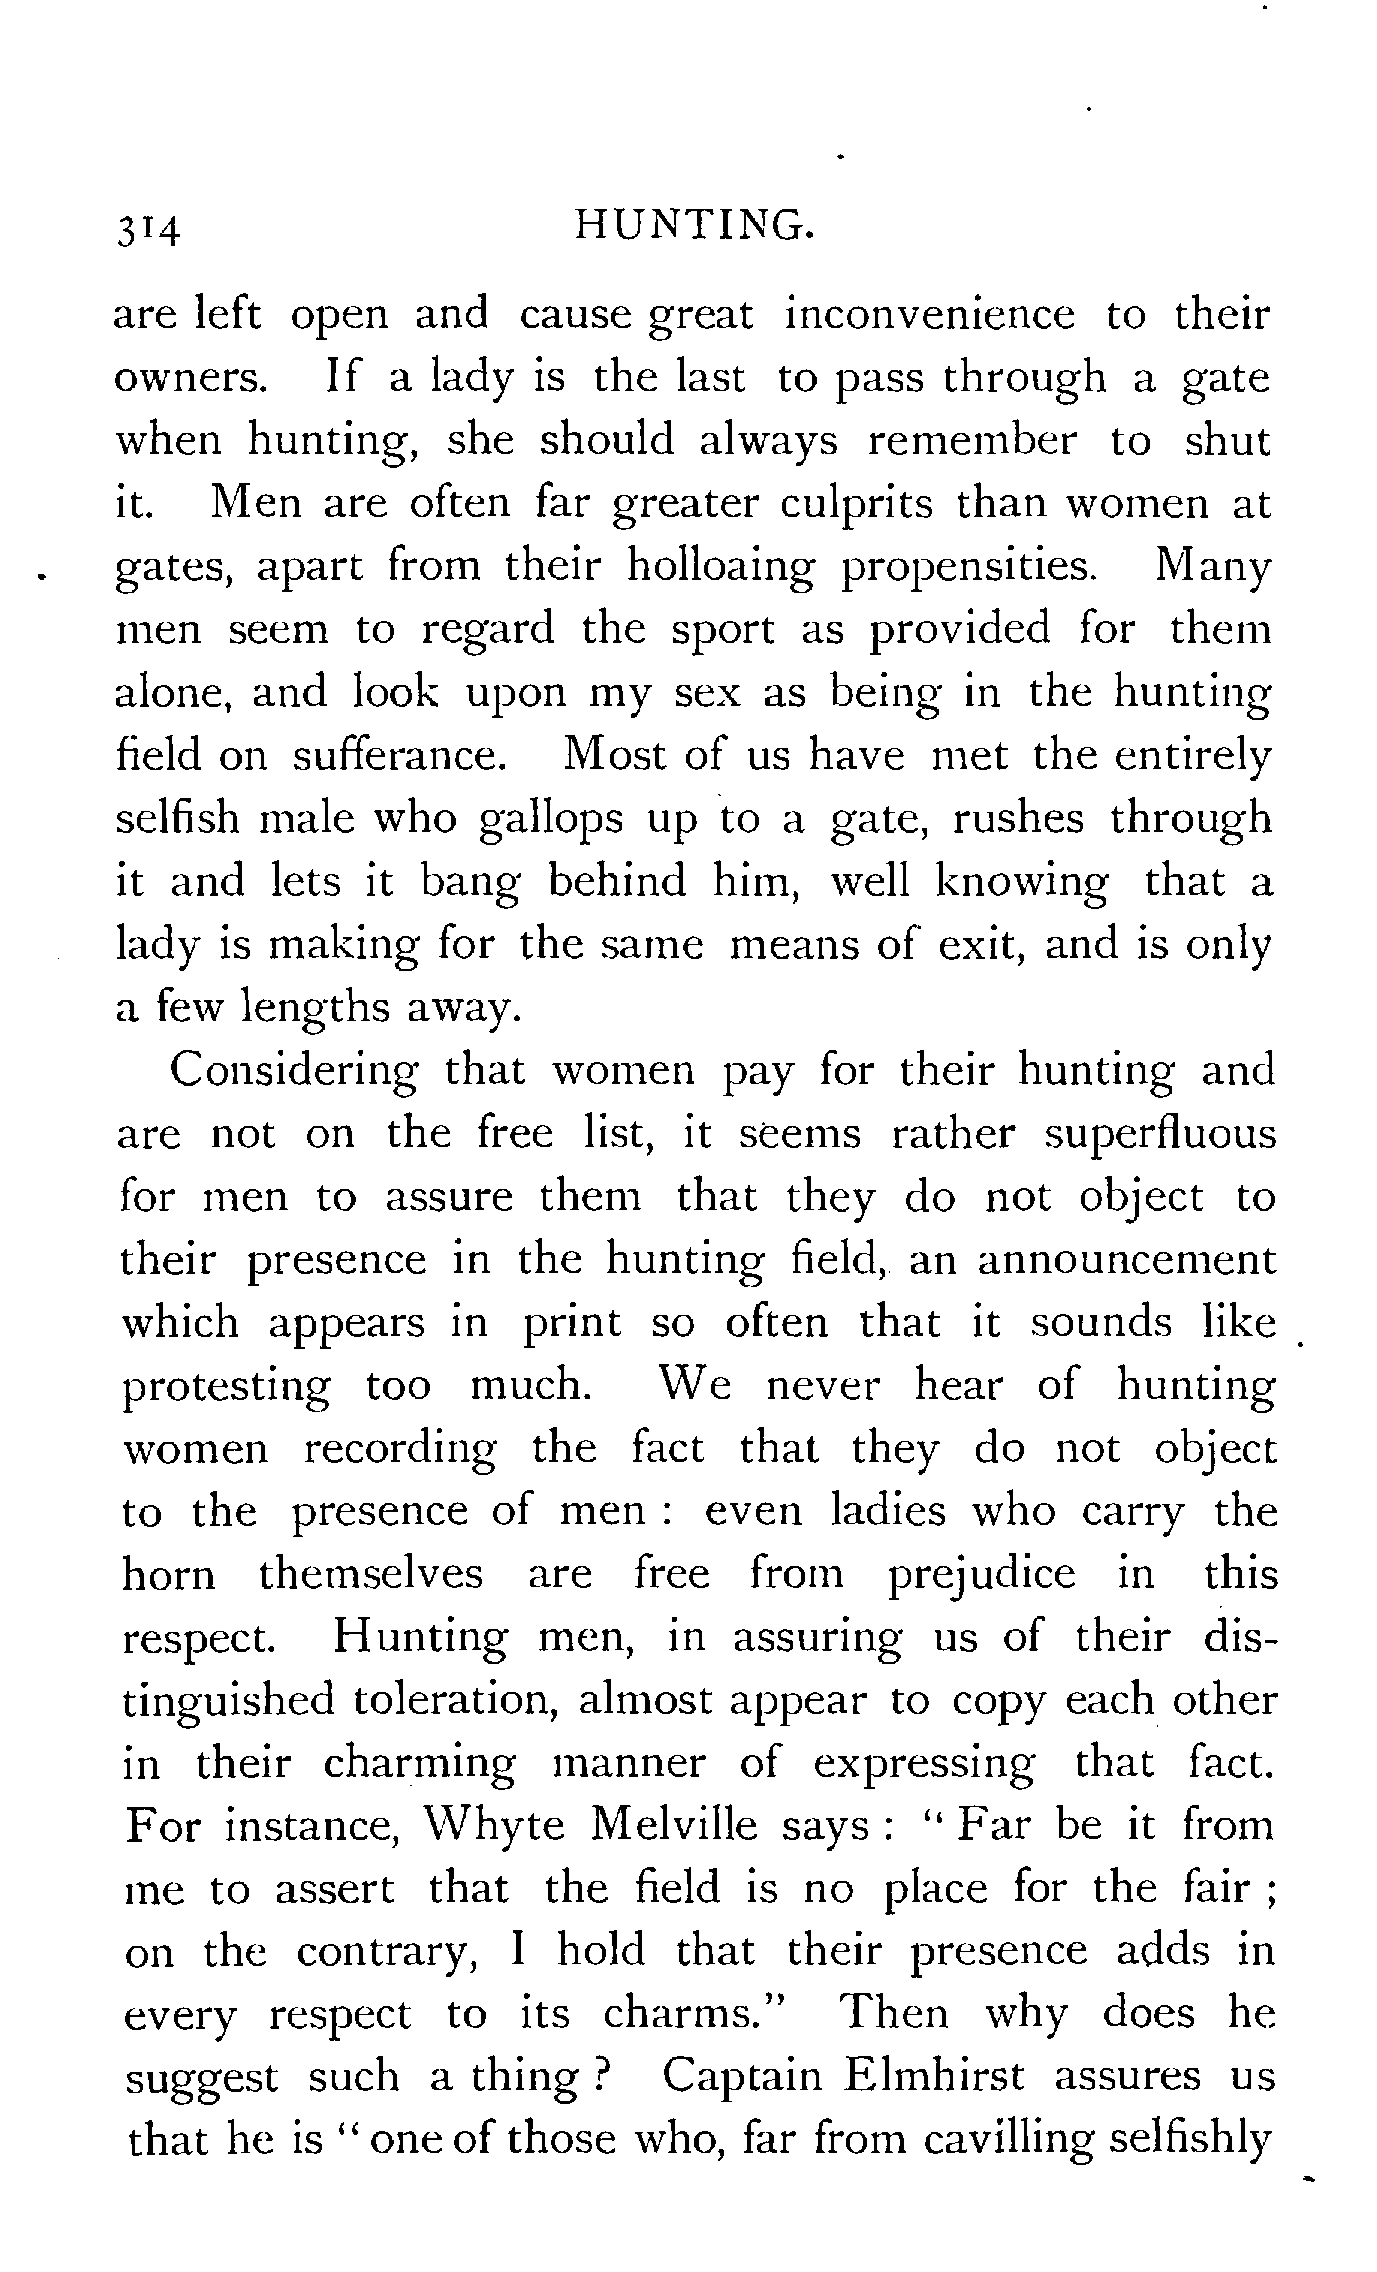 314 HUNTING.
are left open and cause great inconvenience to their
owners. If a lady is the last to pass through a gate
when hunting, she should always remember to shut
it. Men are often far greater culprits than women at
gates, apart from their holloaing propensities. Many
men seem to regard the sport as provided for them
alone, and look upon my sex as being in the hunting
field on sufferance. Most of us have met the entirely
selfish male who gallops up to a gate, rushes through
it and lets it bang behind him, well knowing that a
lady is making for the same means of exit, and is only
a few lengths away.
Considering that women pay for their hunting and
are not on the free list, it seems rather superfluous
for men to assure them that they do not object to
their presence in the hunting field, an announcement
which appears in print so often that it sounds like
protesting too much. We never hear of hunting
women recording the fact that they do not object
to the presence of men : even ladies who carry the
horn themselves are free from prejudice in this
respect. Hunting men, in assuring us of their dis-
tinguished toleration, almost appear to copy each other
in their charming manner of expressing that fact.
For instance, Whyte Melville says : “ Far be it from
me to assert that the field is no place for the fair ;
on the contrary, I hold that their presence adds in
every respect to its charms.” Then why does he
suggest such a thing ? Captain Elmhirst assures us
that he is “ one of those who, far from cavilling selfishly